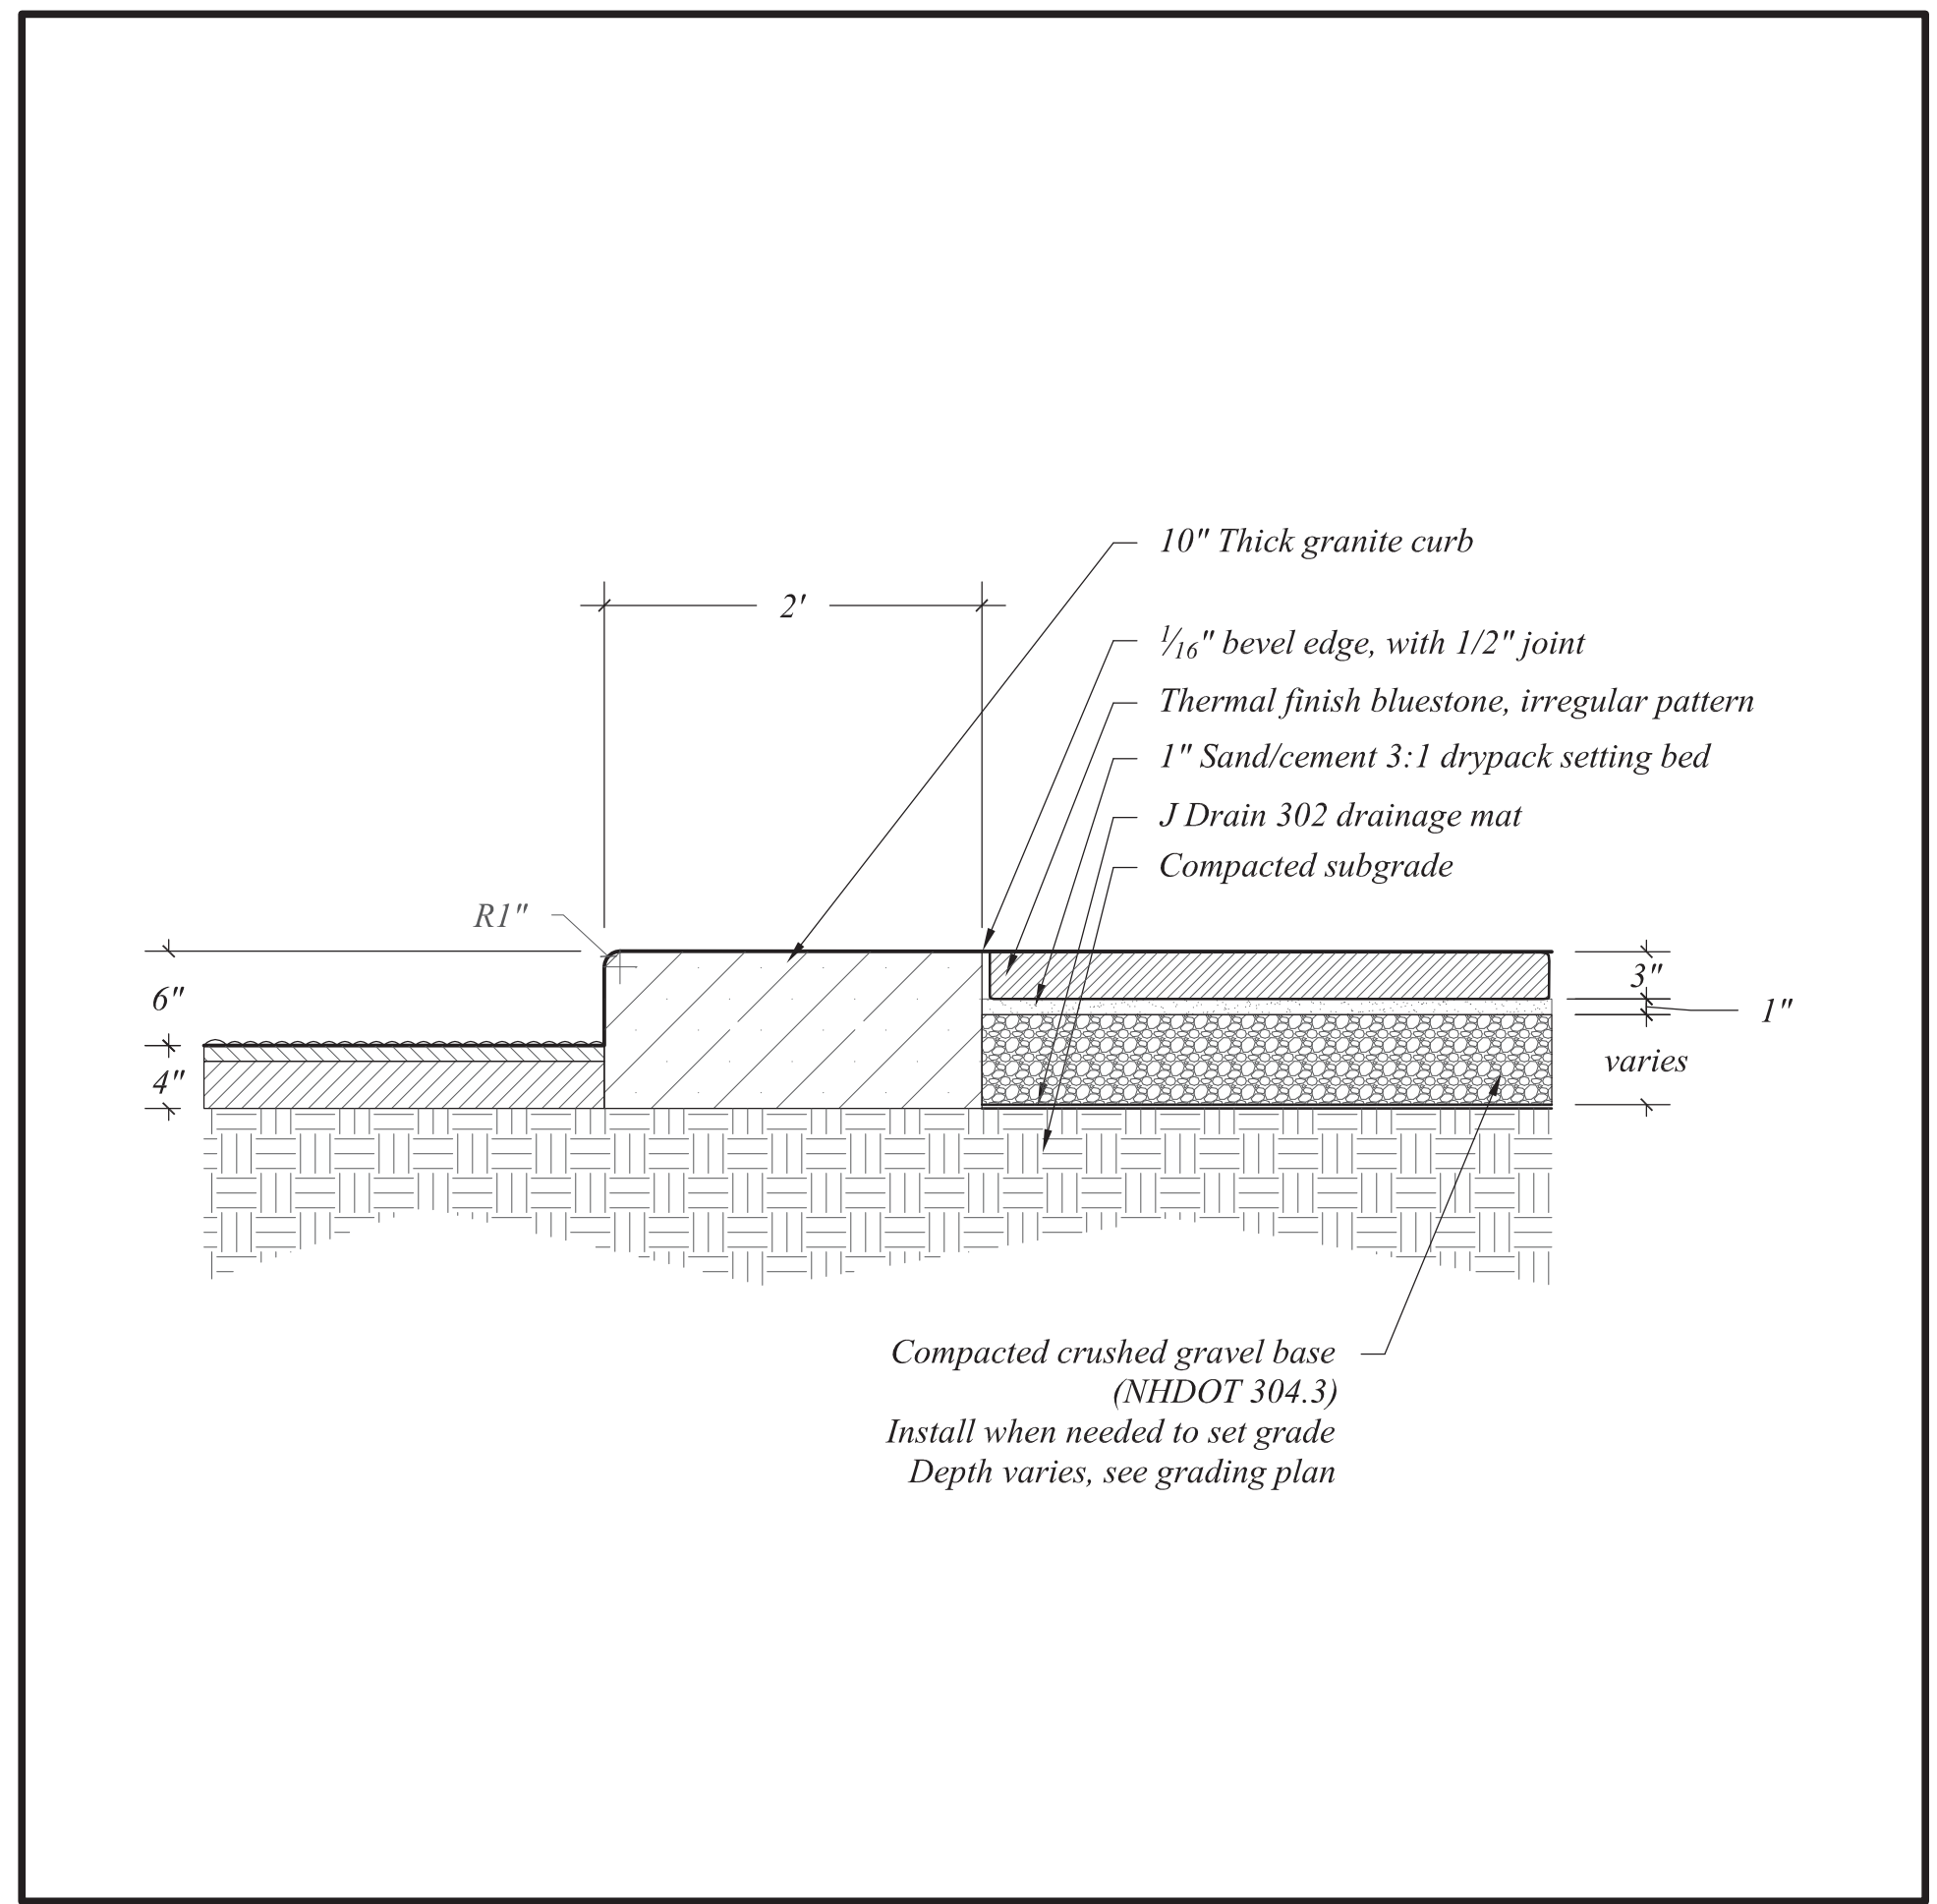 10" Thick granite curb
2'
1/16" bevel edge, with 1/2" joint
Thermal finish bluestone, irregular pattern
1" Sand/cement 3:1 drypack setting bed
J Drain 302 drainage mat
Compacted subgrade
R1"
6"
3"
1"
varies
4"
Compacted crushed gravel base
(NHDOT 304.3)
Install when needed to set grade
Depth varies, see grading plan